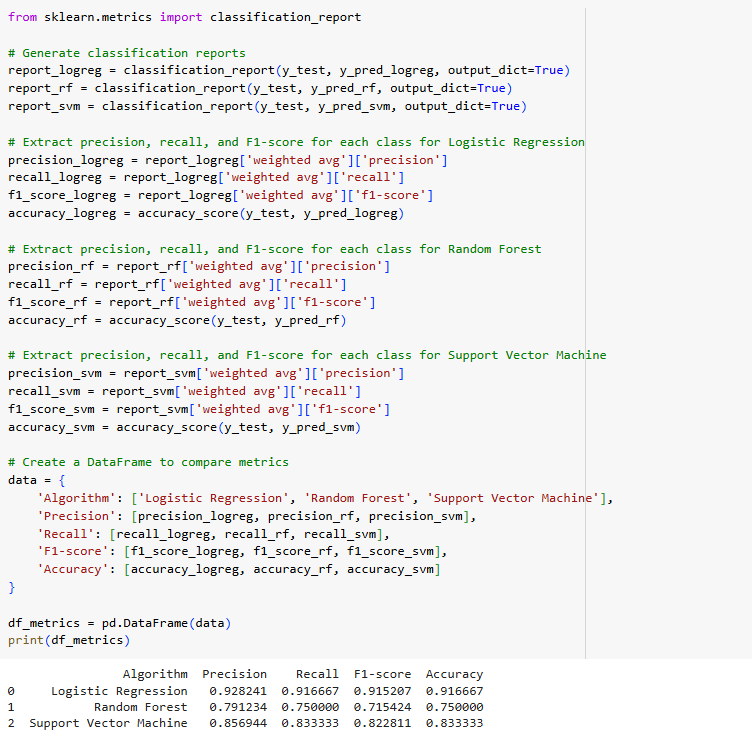 from sklearn.metrics import classification_report

# Generate classification reports
report_logreg = classification_report(y_test, y_pred_logreg, output_dict=True)
report_rf = classification_report(y_test, y_pred_rf, output_dict=True)
report_svm = classification_report(y_test, y_pred_svm, output_dict=True)

# Extract precision, recall, and F1-score for each class for Logistic Regression
precision_logreg = report_logreg['weighted avg']['precision']
recall_logreg = report_logreg['weighted avg']['recall']
f1_score_logreg = report_logreg['weighted avg']['f1-score']
accuracy_logreg = accuracy_score(y_test, y_pred_logreg)

# Extract precision, recall, and F1-score for each class for Random Forest
precision_rf = report_rf['weighted avg']['precision']
recall_rf = report_rf['weighted avg']['recall']
f1_score_rf = report_rf['weighted avg']['f1-score']
accuracy_rf = accuracy_score(y_test, y_pred_rf)

# Extract precision, recall, and F1-score for each class for Support Vector Machine
precision_svm = report_svm['weighted avg']['precision']
recall_svm = report_svm['weighted avg']['recall']
f1_score_svm = report_svm['weighted avg']['f1-score']
accuracy_svm = accuracy_score(y_test, y_pred_svm)

# Create a DataFrame to compare metrics
data = {
    'Algorithm': ['Logistic Regression', 'Random Forest', 'Support Vector Machine'],
    'Precision': [precision_logreg, precision_rf, precision_svm],
    'Recall': [recall_logreg, recall_rf, recall_svm],
    'F1-score': [f1_score_logreg, f1_score_rf, f1_score_svm],
    'Accuracy': [accuracy_logreg, accuracy_rf, accuracy_svm]
}

df_metrics = pd.DataFrame(data)
print(df_metrics)

                Algorithm  Precision    Recall  F1-score  Accuracy
0     Logistic Regression   0.928241  0.916667  0.915207  0.916667
1           Random Forest   0.791234  0.750000  0.715424  0.750000
2  Support Vector Machine   0.856944  0.833333  0.822811  0.833333